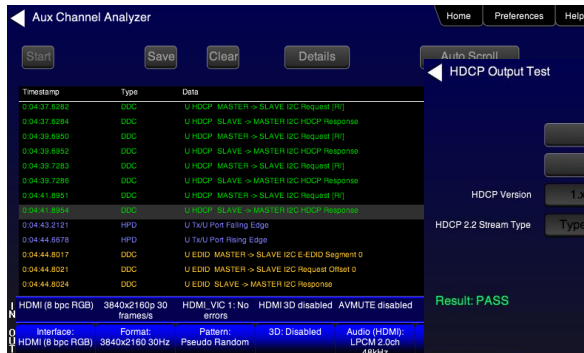 Aux Channel Analyzer
Home Preferences Help
Start Save Clear Details Auto Scroll
HDCP Output Test
Timestamp Type Data
0:04:37.6282 DDC U HDCP MASTER -> SLAVE I2C Request [Ri']
0:04:37.6284 DDC U HDCP SLAVE -> MASTER I2C HDCP Response
0:04:39.6950 DDC U HDCP MASTER -> SLAVE I2C Request [Ri']
0:04:39.6952 DDC U HDCP SLAVE -> MASTER I2C HDCP Response
0:04:39.7283 DDC U HDCP MASTER -> SLAVE I2C Request [Ri']
0:04:39.7286 DDC U HDCP SLAVE -> MASTER I2C HDCP Response
0:04:41.8951 DDC U HDCP MASTER -> SLAVE I2C Request [Ri']
0:04:41.8954 DDC U HDCP SLAVE -> MASTER I2C HDCP Response
0:04:43.2121 HPD U Tx/U Port Falling Edge
0:04:44.6678 HPD U Tx/U Port Rising Edge
0:04:44.8017 DDC U EDID MASTER -> SLAVE I2C E-EDID Segment 0
0:04:44.8021 DDC U EDID MASTER -> SLAVE I2C Request Offset 0
0:04:44.8024 DDC U EDID SLAVE -> MASTER I2C Response
HDCP Version 1.x
HDCP 2.2 Stream Type Type
Result: PASS
IN HDMI (8 bpc RGB) 3840x2160p 30 HDMI_VIC 1: No HDMI 3D disabled AVMUTE disabled
frames/s errors
OUT Interface: Format: Pattern: 3D: Disabled Audio (HDMI):
HDMI (8 bpc RGB) 3840x2160 30Hz Pseudo Random LPCM 2.0ch
48kHz